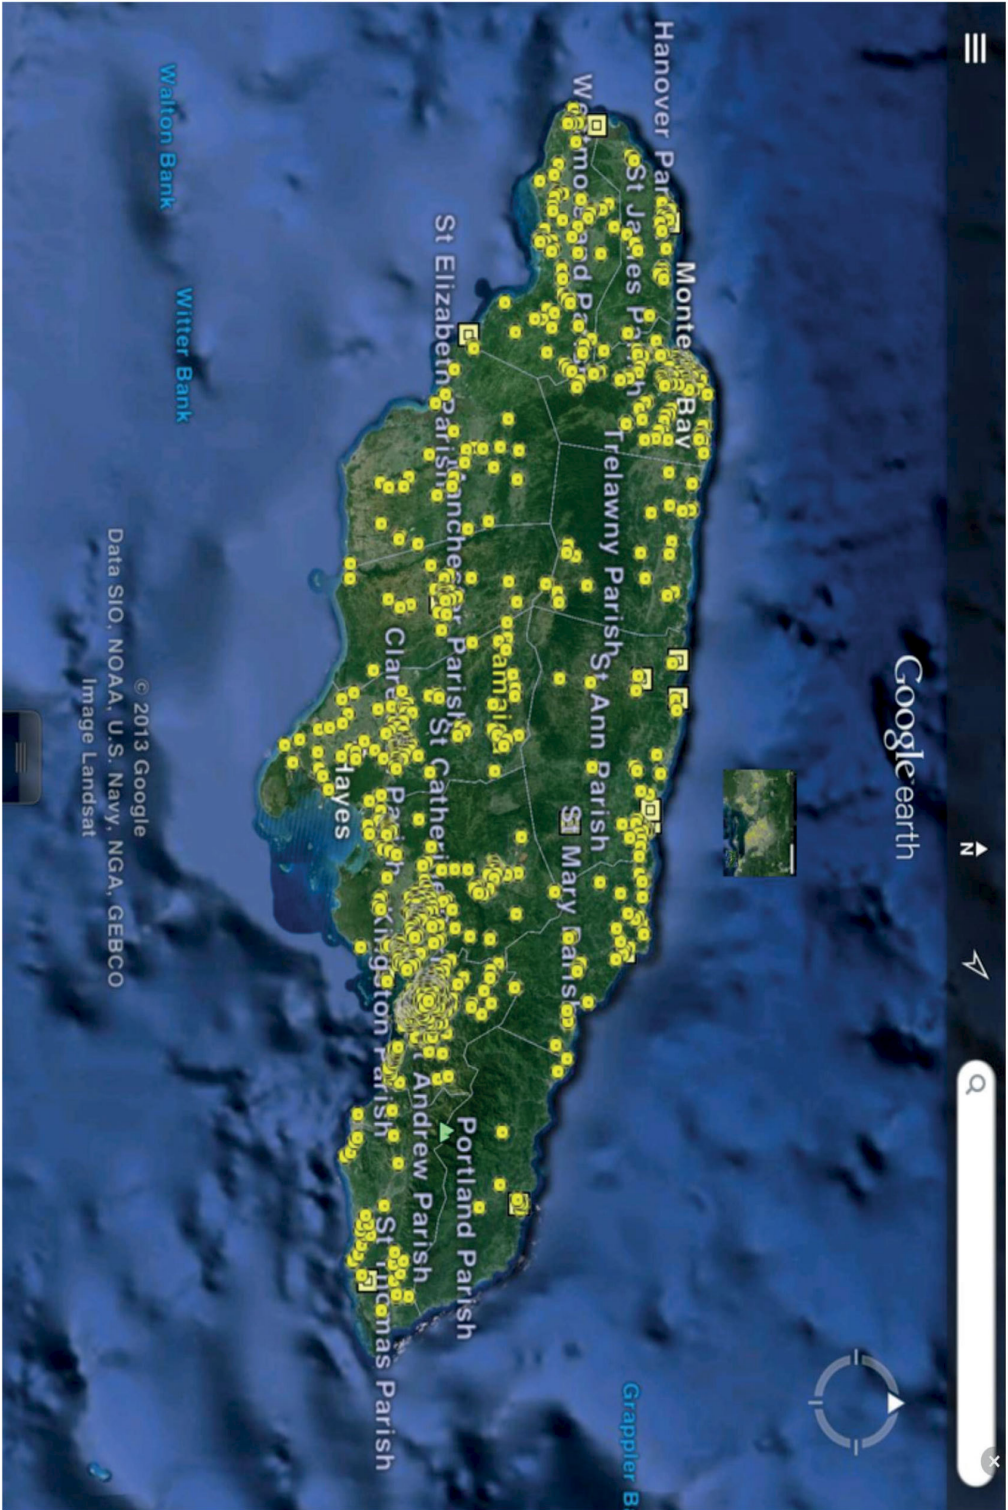 Google earth
N
Hanover Par
Montego Bay
St James Parish
Westmoreland Parish
Trelawny Parish
St Ann Parish
St Mary Parish
St Elizabeth Parish
Manchester Parish
Jamaica
Clarendon Parish
Hayes
St Catherine
Kingston Parish
St Andrew Parish
Portland Parish
St Thomas Parish
Walton Bank
Witter Bank
Grappler B
© 2013 Google
Data SIO, NOAA, U.S. Navy, NGA, GEBCO
Image Landsat